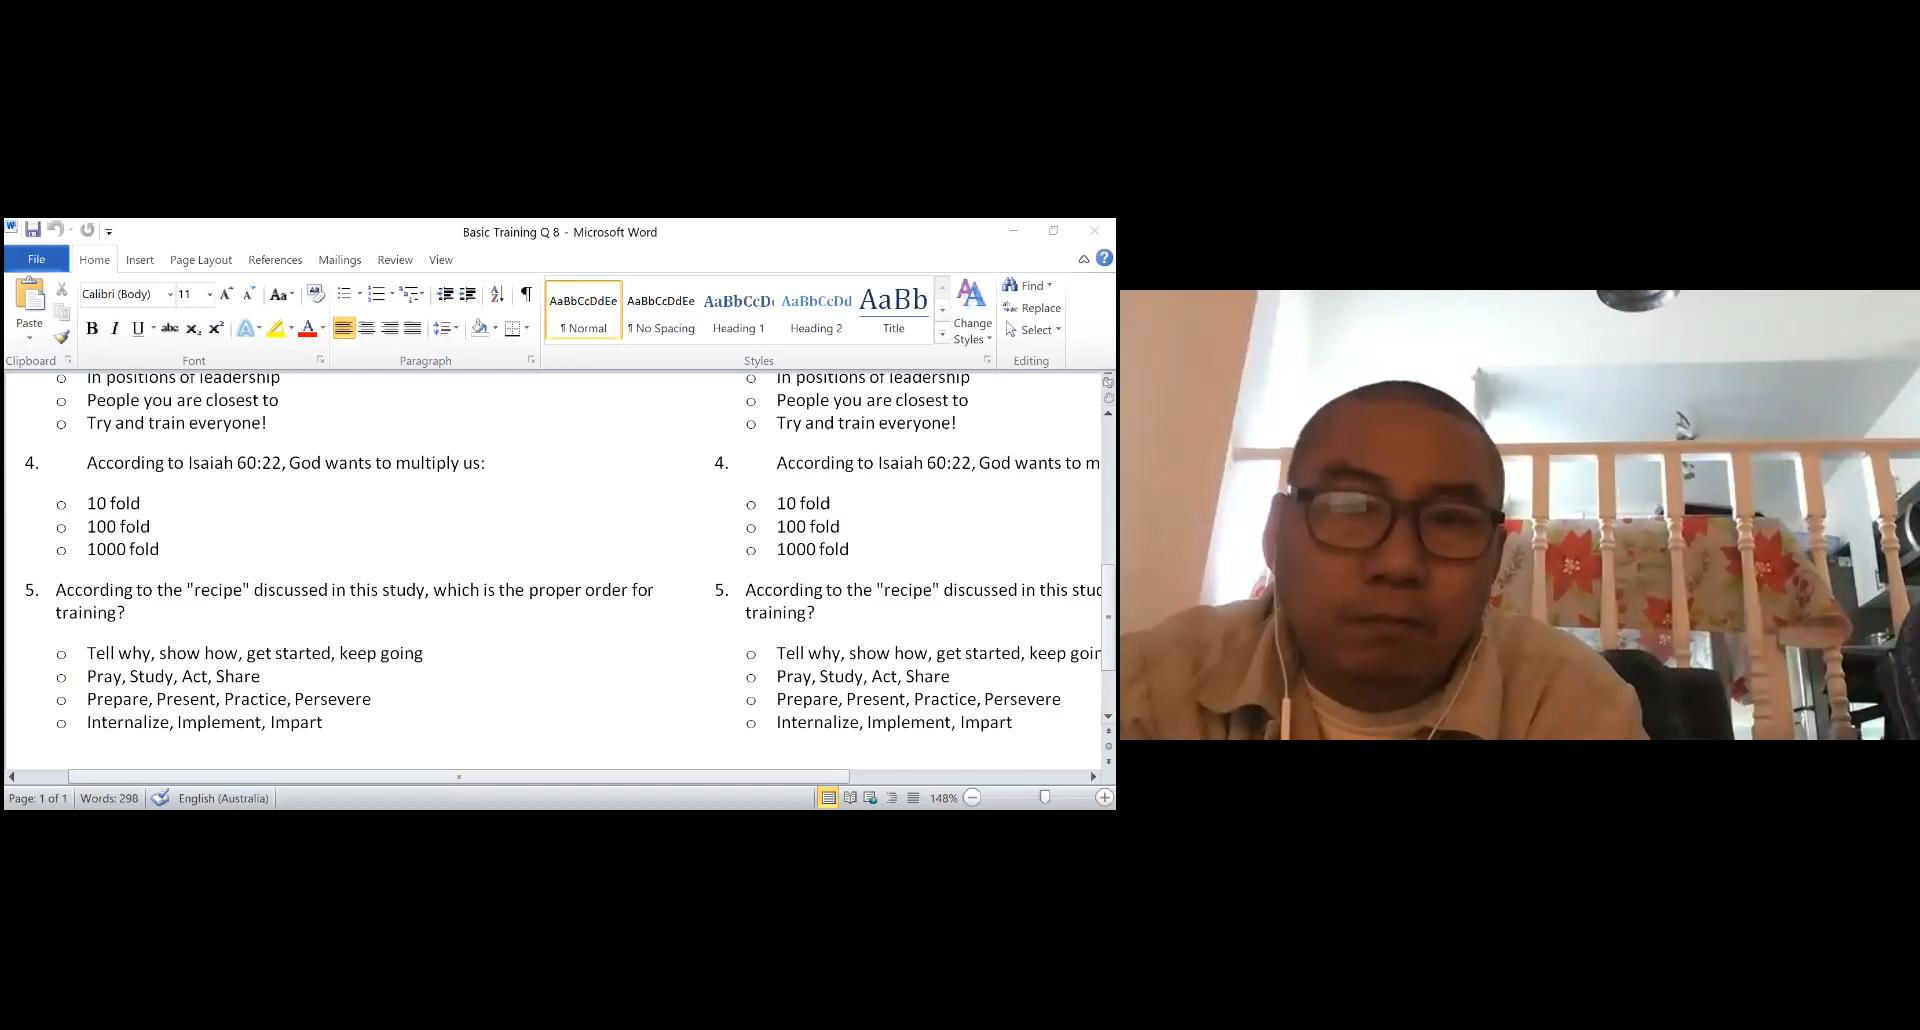 Basic Training Q 8 - Microsoft Word
File Home Insert Page Layout References Mailings Review View
Calibri (Body) 11 Aa
Find
Replace
Select
Paste
B I U abc x₂ x² A A
AaBbCcDdEe AaBbCcDdEe AaBbCcDc AaBbCcDd AaBb
¶ Normal ¶ No Spacing Heading 1 Heading 2 Title
Change Styles
Clipboard Font Paragraph Styles Editing
o In positions of leadership
o People you are closest to
o Try and train everyone!
4. According to Isaiah 60:22, God wants to multiply us:
o 10 fold
o 100 fold
o 1000 fold
5. According to the "recipe" discussed in this study, which is the proper order for
training?
o Tell why, show how, get started, keep going
o Pray, Study, Act, Share
o Prepare, Present, Practice, Persevere
o Internalize, Implement, Impart
o In positions of leadership
o People you are closest to
o Try and train everyone!
4. According to Isaiah 60:22, God wants to m
o 10 fold
o 100 fold
o 1000 fold
5. According to the "recipe" discussed in this stud
training?
o Tell why, show how, get started, keep goin
o Pray, Study, Act, Share
o Prepare, Present, Practice, Persevere
o Internalize, Implement, Impart
Page: 1 of 1 Words: 298 English (Australia) 148%